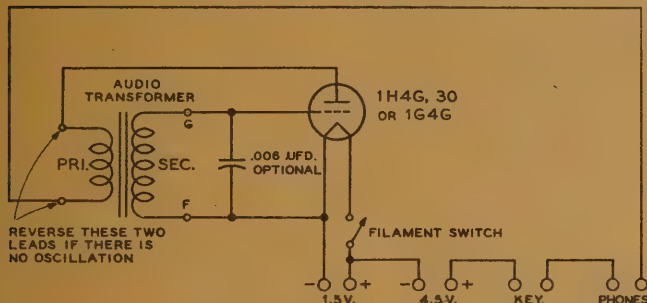 AUDIO
TRANSFORMER
1H4G, 30
OR 1G4G
G
PRI.
SEC.
.006 UFD.
OPTIONAL
F
REVERSE THESE TWO
LEADS IF THERE IS
NO OSCILLATION
FILAMENT SWITCH
- + - +
1.5V. 4.5V. KEY PHONES